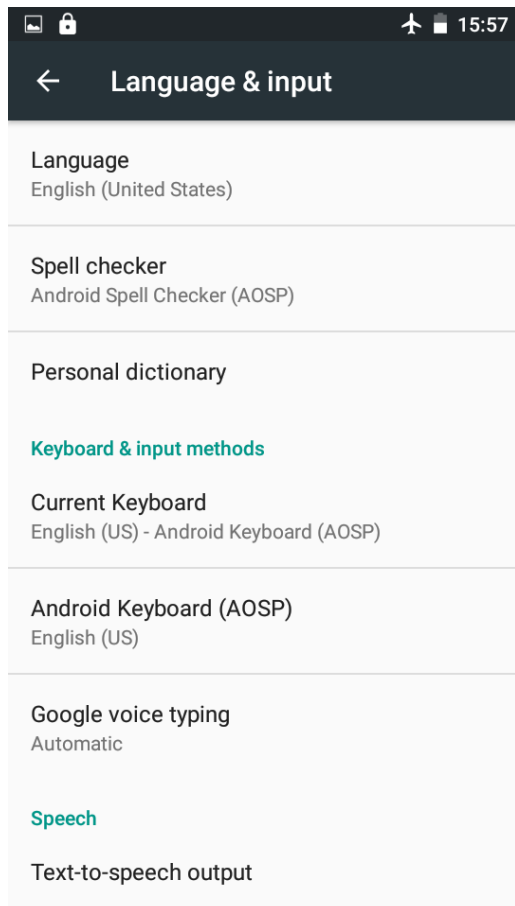 15:57
Language & input
Language
English (United States)
Spell checker
Android Spell Checker (AOSP)
Personal dictionary
Keyboard & input methods
Current Keyboard
English (US) - Android Keyboard (AOSP)
Android Keyboard (AOSP)
English (US)
Google voice typing
Automatic
Speech
Text-to-speech output